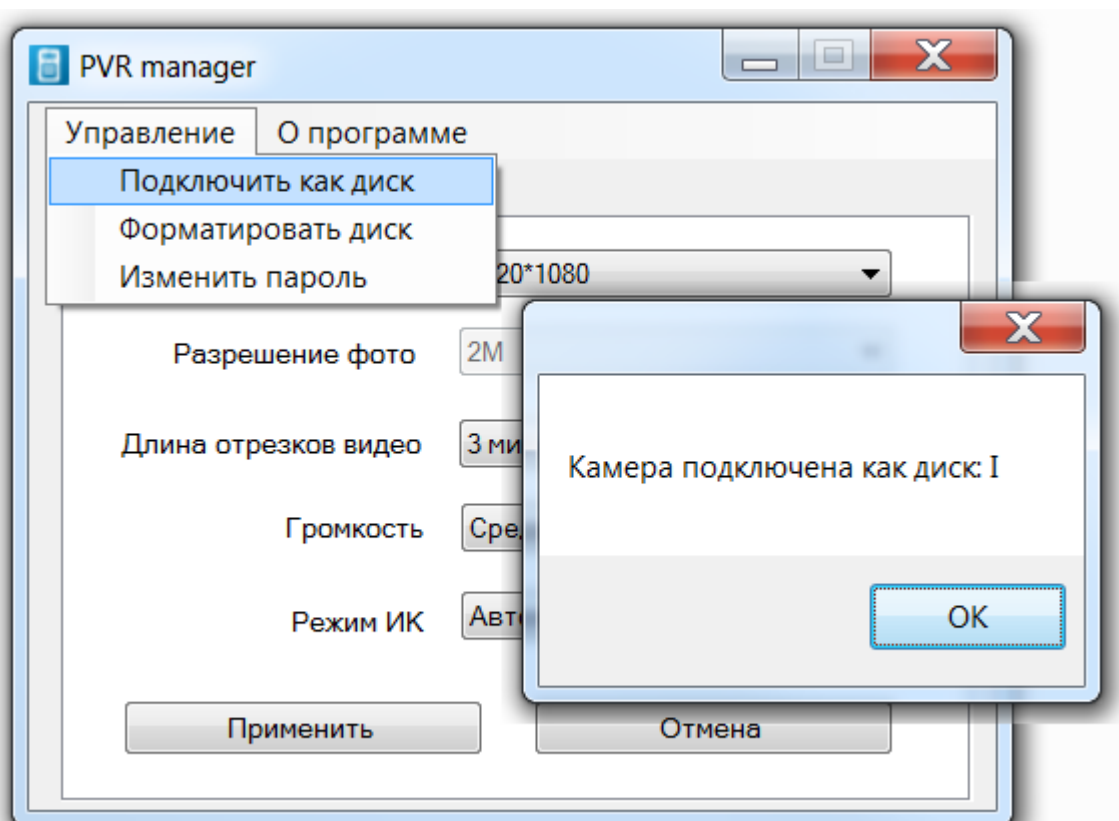 PVR manager
Управление О программе
Подключить как диск
Форматировать диск
Изменить пароль
20*1080
Разрешение фото 2M
Длина отрезков видео 3 ми
Камера подключена как диск: I
Громкость Сре
Режим ИК Авт
OK
Применить Отмена